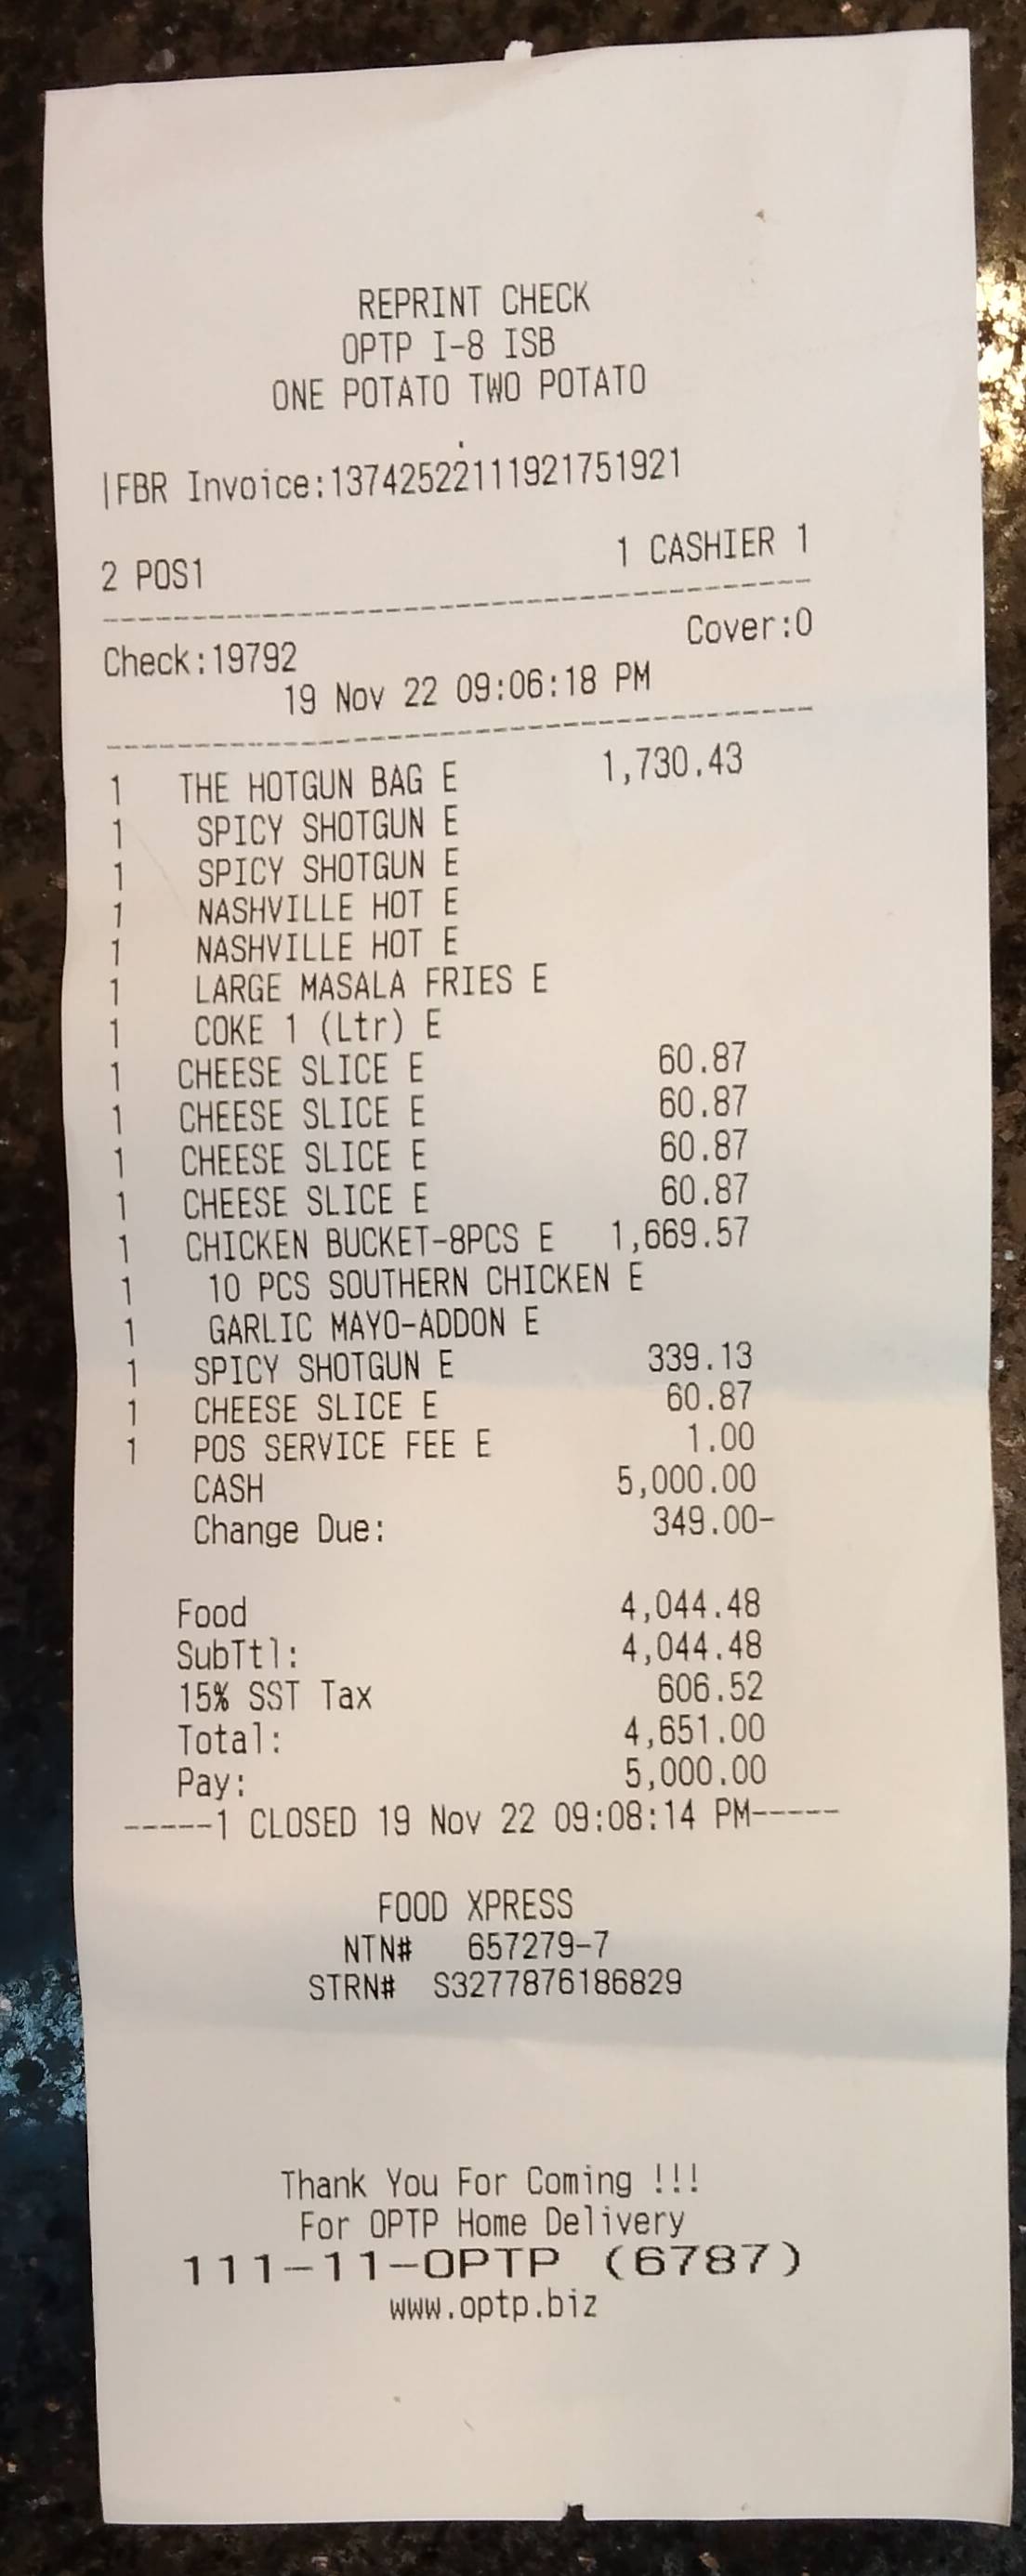 REPRINT CHECK
OPTP I-8 ISB
ONE POTATO TWO POTATO
|FBR Invoice:13742522111921751921
2 POS1 1 CASHIER 1
--------------------------------
Check:19792 Cover:0
19 Nov 22 09:06:18 PM
--------------------------------
1 THE HOTGUN BAG E 1,730.43
1 SPICY SHOTGUN E
1 SPICY SHOTGUN E
1 NASHVILLE HOT E
1 NASHVILLE HOT E
1 LARGE MASALA FRIES E
1 COKE 1 (Ltr) E
1 CHEESE SLICE E 60.87
1 CHEESE SLICE E 60.87
1 CHEESE SLICE E 60.87
1 CHEESE SLICE E 60.87
1 CHICKEN BUCKET-8PCS E 1,669.57
1 10 PCS SOUTHERN CHICKEN E
1 GARLIC MAYO-ADDON E
1 SPICY SHOTGUN E 339.13
1 CHEESE SLICE E 60.87
1 POS SERVICE FEE E 1.00
CASH 5,000.00
Change Due: 349.00-
Food 4,044.48
SubTtl: 4,044.48
15% SST Tax 606.52
Total: 4,651.00
Pay: 5,000.00
-----1 CLOSED 19 Nov 22 09:08:14 PM-----
FOOD XPRESS
NTN# 657279-7
STRN# S3277876186829
Thank You For Coming !!!
For OPTP Home Delivery
111-11-OPTP (6787)
www.optp.biz